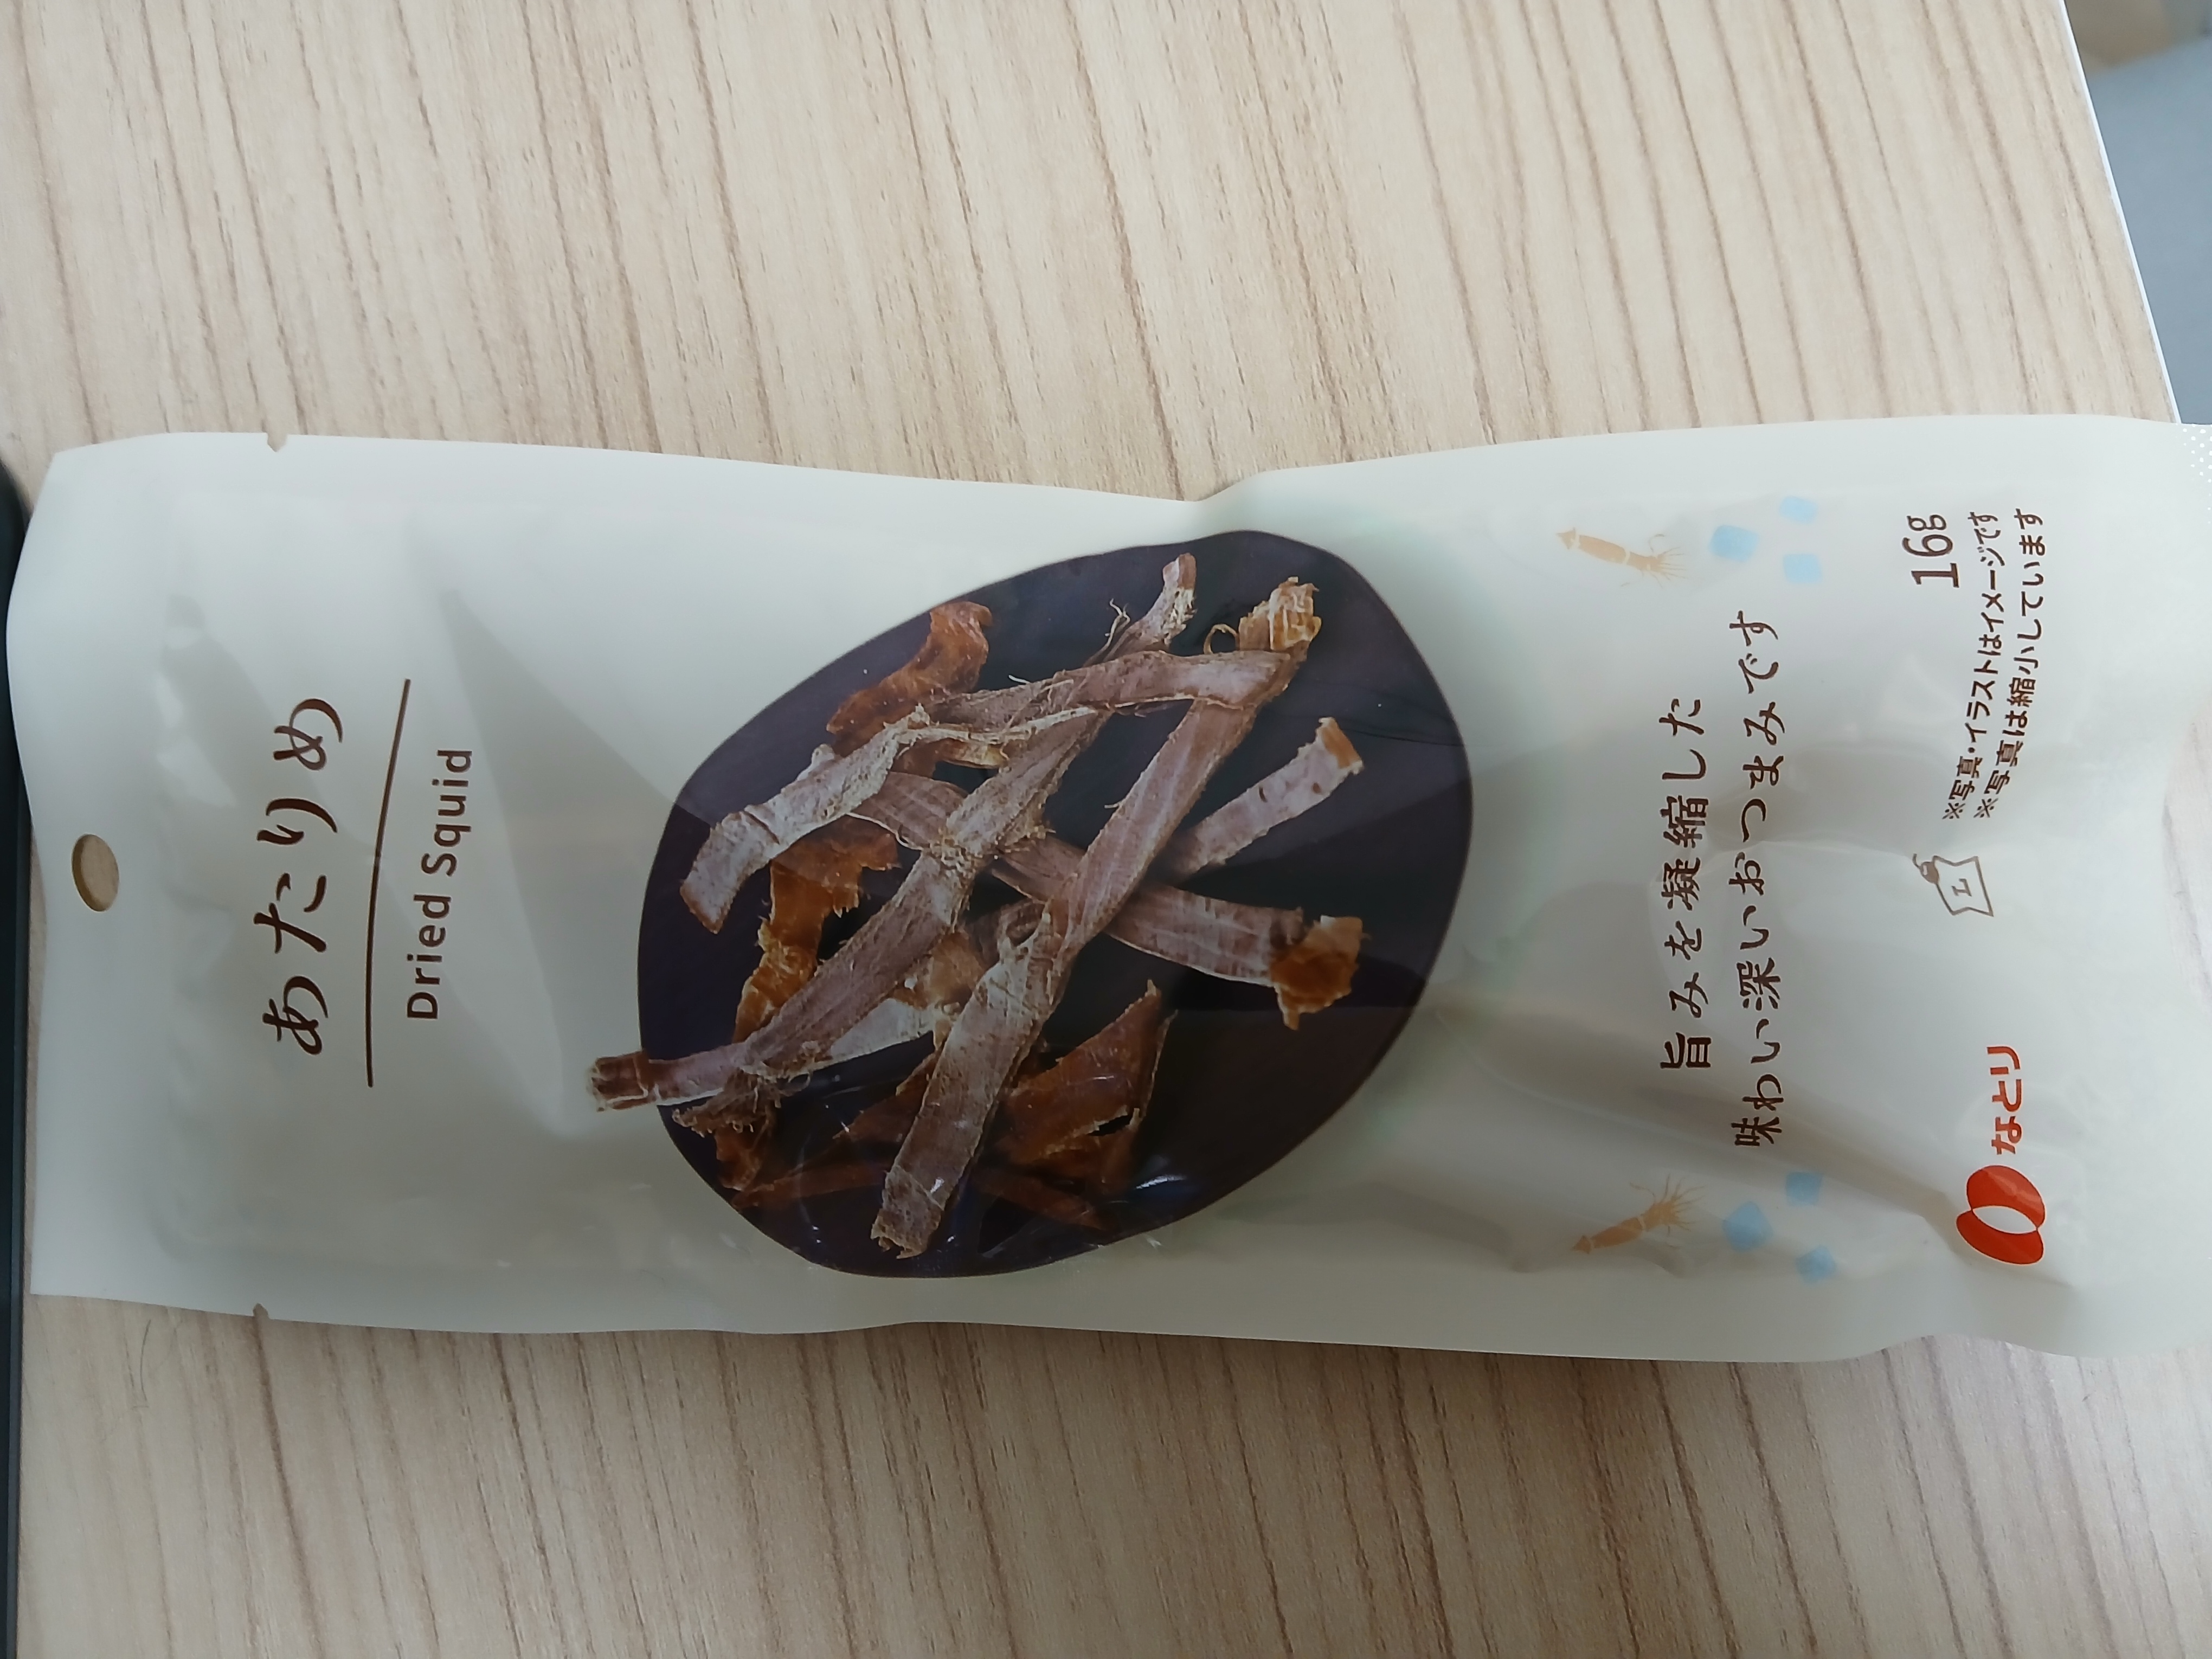 あたりめ
Dried Squid
旨みを凝縮した
味わい深いおつまみです
16g
※写真・イラストはイメージです
※写真は縮小しています
L
なとり